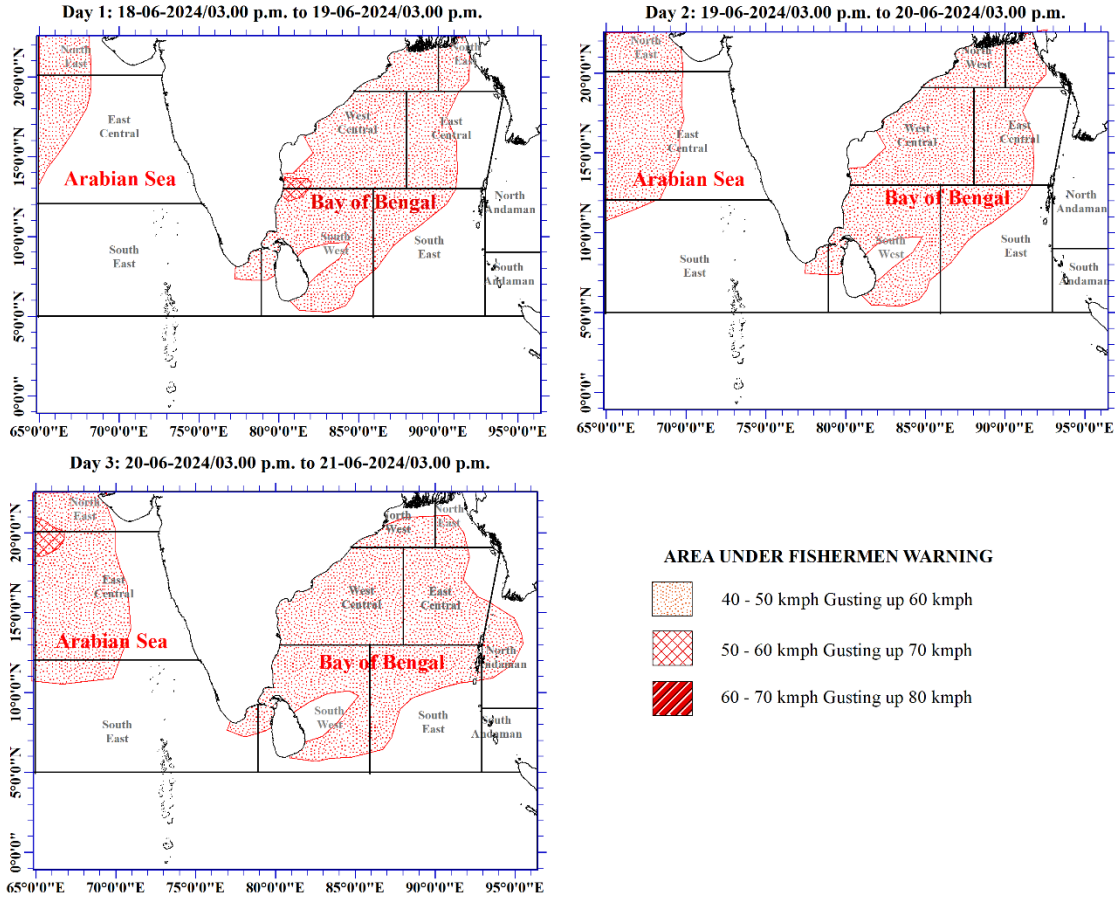 Day 1: 18-06-2024/03.00 p.m. to 19-06-2024/03.00 p.m.
North
East
North
East
20°0'0"N
East
Central
West
Central
East
Central
15°0'0"N
Arabian Sea
Bay of Bengal
North
Andaman
10°0'0"N
South
East
South
West
South
East
South
Andaman
5°0'0"N
0°0'0"
65°0'0"E 70°0'0"E 75°0'0"E 80°0'0"E 85°0'0"E 90°0'0"E 95°0'0"E
Day 2: 19-06-2024/03.00 p.m. to 20-06-2024/03.00 p.m.
North
East
North
West
20°0'0"N
East
Central
West
Central
East
Central
15°0'0"N
Arabian Sea
Bay of Bengal
North
Andaman
10°0'0"N
South
East
South
West
South
East
South
Andaman
5°0'0"N
0°0'0"
65°0'0"E 70°0'0"E 75°0'0"E 80°0'0"E 85°0'0"E 90°0'0"E 95°0'0"E
Day 3: 20-06-2024/03.00 p.m. to 21-06-2024/03.00 p.m.
North
East
North
West
North
East
20°0'0"N
East
Central
West
Central
East
Central
15°0'0"N
Arabian Sea
Bay of Bengal
North
Andaman
10°0'0"N
South
East
South
West
South
East
South
Andaman
5°0'0"N
0°0'0"N
65°0'0"E 70°0'0"E 75°0'0"E 80°0'0"E 85°0'0"E 90°0'0"E 95°0'0"E
AREA UNDER FISHERMEN WARNING
40 - 50 kmph Gusting up 60 kmph
50 - 60 kmph Gusting up 70 kmph
60 - 70 kmph Gusting up 80 kmph